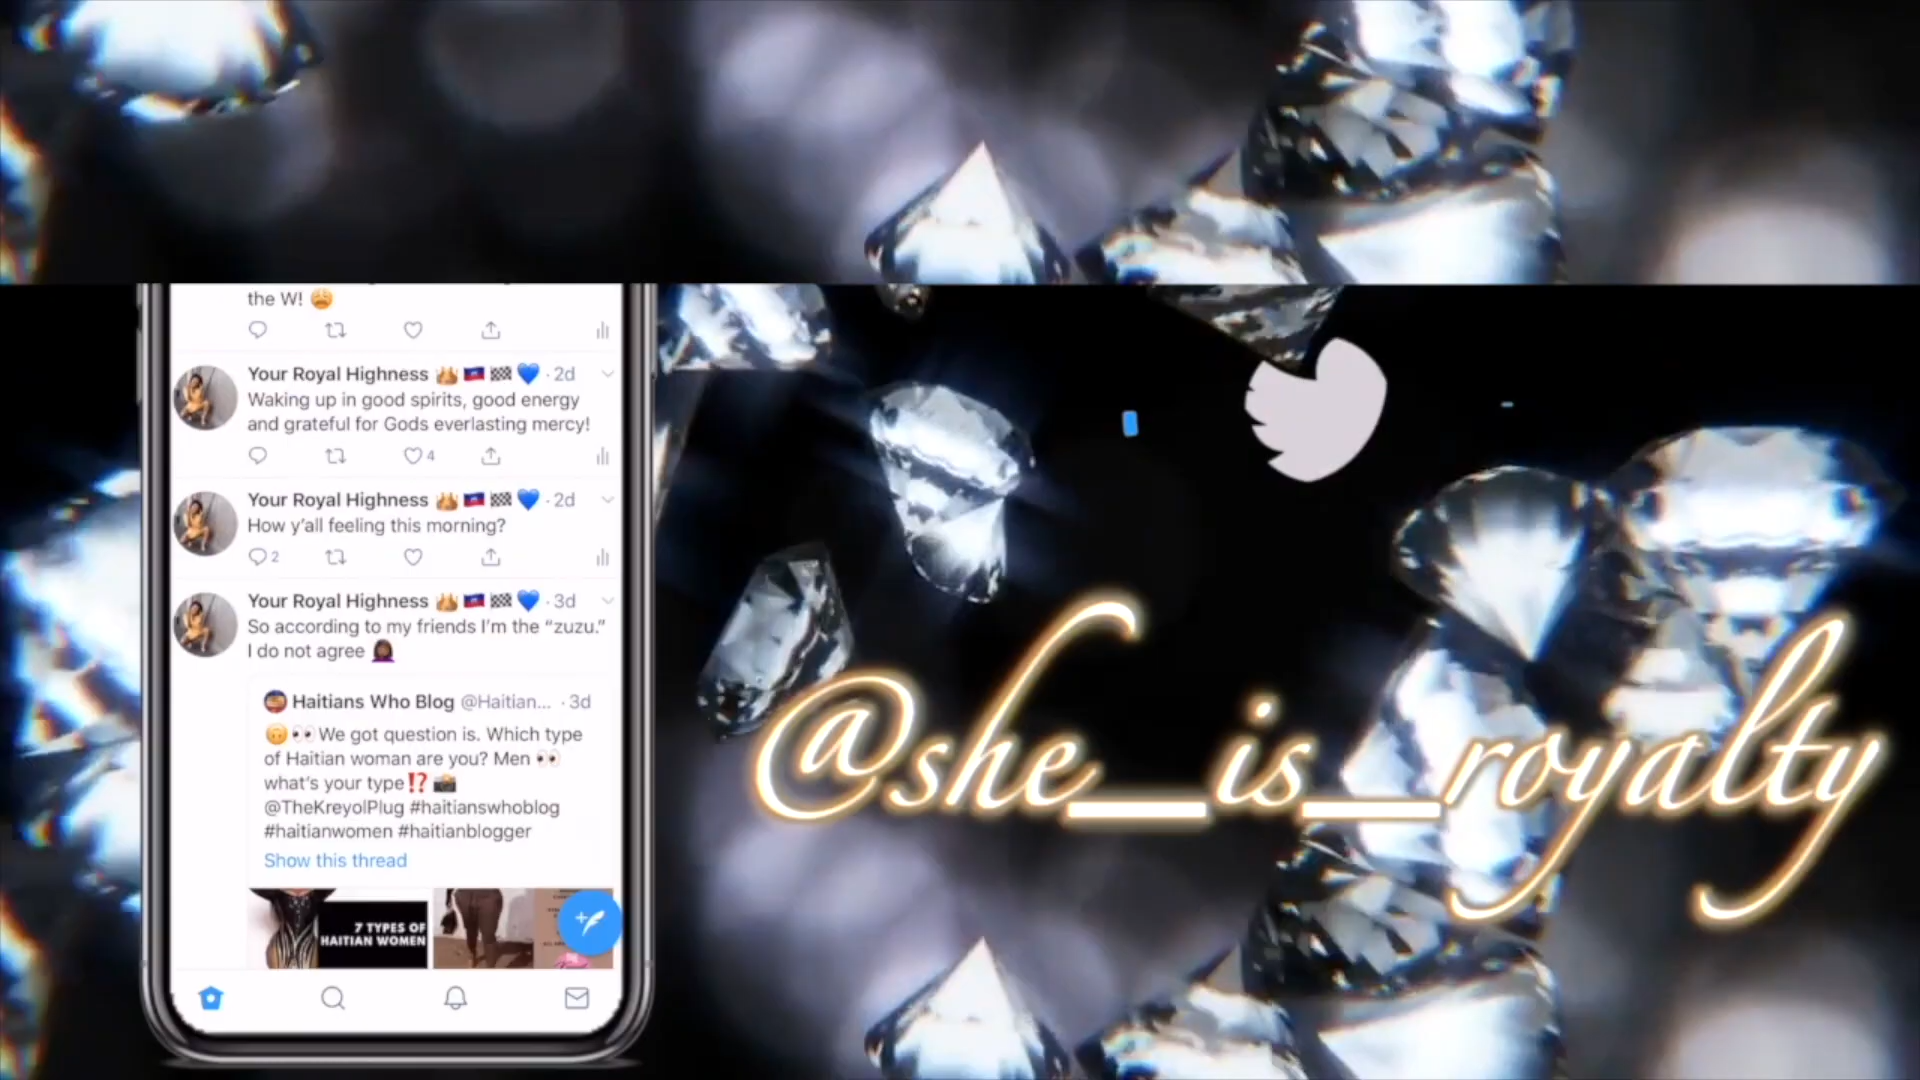 the W! 😩
Your Royal Highness 👑 🇭🇹 🏁 💙 · 2d
Waking up in good spirits, good energy
and grateful for Gods everlasting mercy!
4
Your Royal Highness 👑 🇭🇹 🏁 💙 · 2d
How y’all feeling this morning?
2
Your Royal Highness 👑 🇭🇹 🏁 💙 · 3d
So according to my friends I’m the “zuzu.”
I do not agree 💇🏾‍♀️
Haitians Who Blog @Haitian... · 3d
🙃👀 We got question is. Which type
of Haitian woman are you? Men 👀
what’s your type⁉️ 📸
@TheKreyolPlug #haitianswhoblog
#haitianwomen #haitianblogger
Show this thread
7 TYPES OF
HAITIAN WOMEN
@she__is__royalty